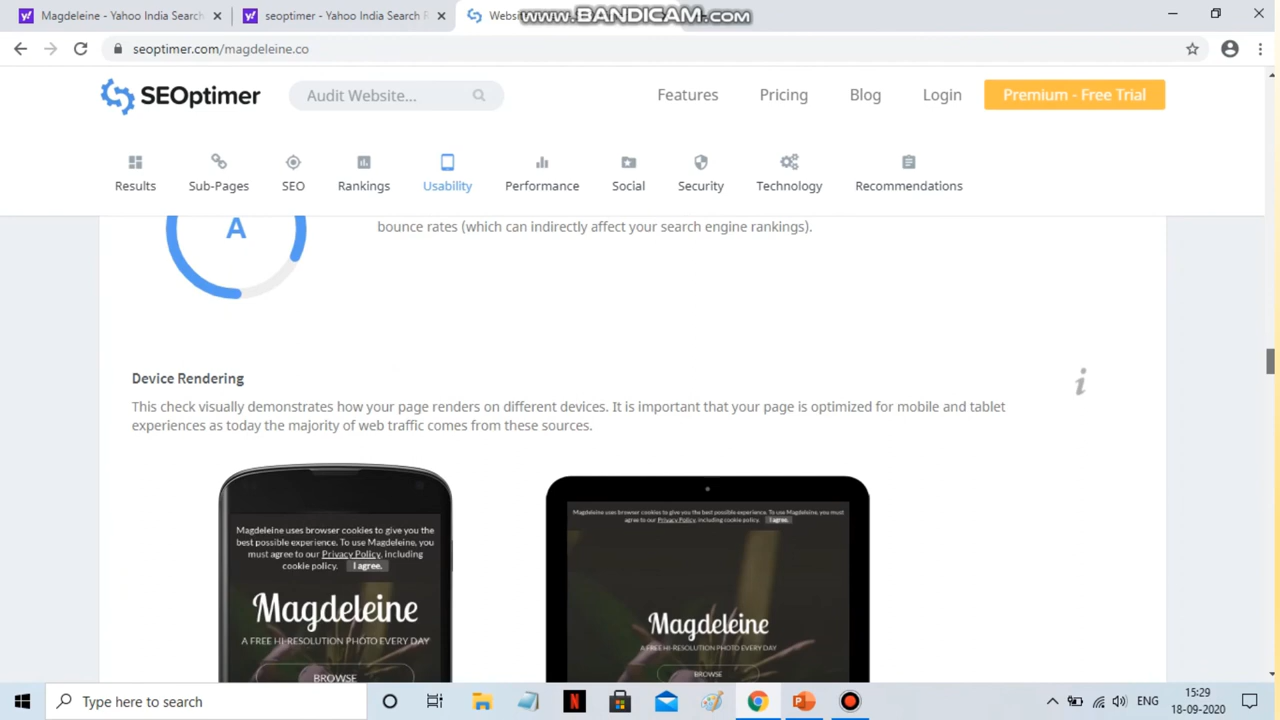 Magdeleine - Yahoo India Search
seoptimer - Yahoo India Search R
Webs
www.BANDICAM.com
seoptimer.com/magdeleine.co
SEOptimer
Audit Website...
Features
Pricing
Blog
Login
Premium - Free Trial
Results
Sub-Pages
SEO
Rankings
Usability
Performance
Social
Security
Technology
Recommendations
A
bounce rates (which can indirectly affect your search engine rankings).
Device Rendering
i
This check visually demonstrates how your page renders on different devices. It is important that your page is optimized for mobile and tablet
experiences as today the majority of web traffic comes from these sources.
Magdeleine uses browser cookies to give you the
best possible experience. To use Magdeleine, you
must agree to our Privacy Policy, including
cookie policy. I agree.
Magdeleine
A FREE HI-RESOLUTION PHOTO EVERY DAY
BROWSE
Magdeleine uses browser cookies to give you the best possible experience. To use Magdeleine, you must
agree to our Privacy Policy, including cookie policy. I agree.
Magdeleine
A FREE HI-RESOLUTION PHOTO EVERY DAY
BROWSE
Type here to search
ENG
15:29
18-09-2020